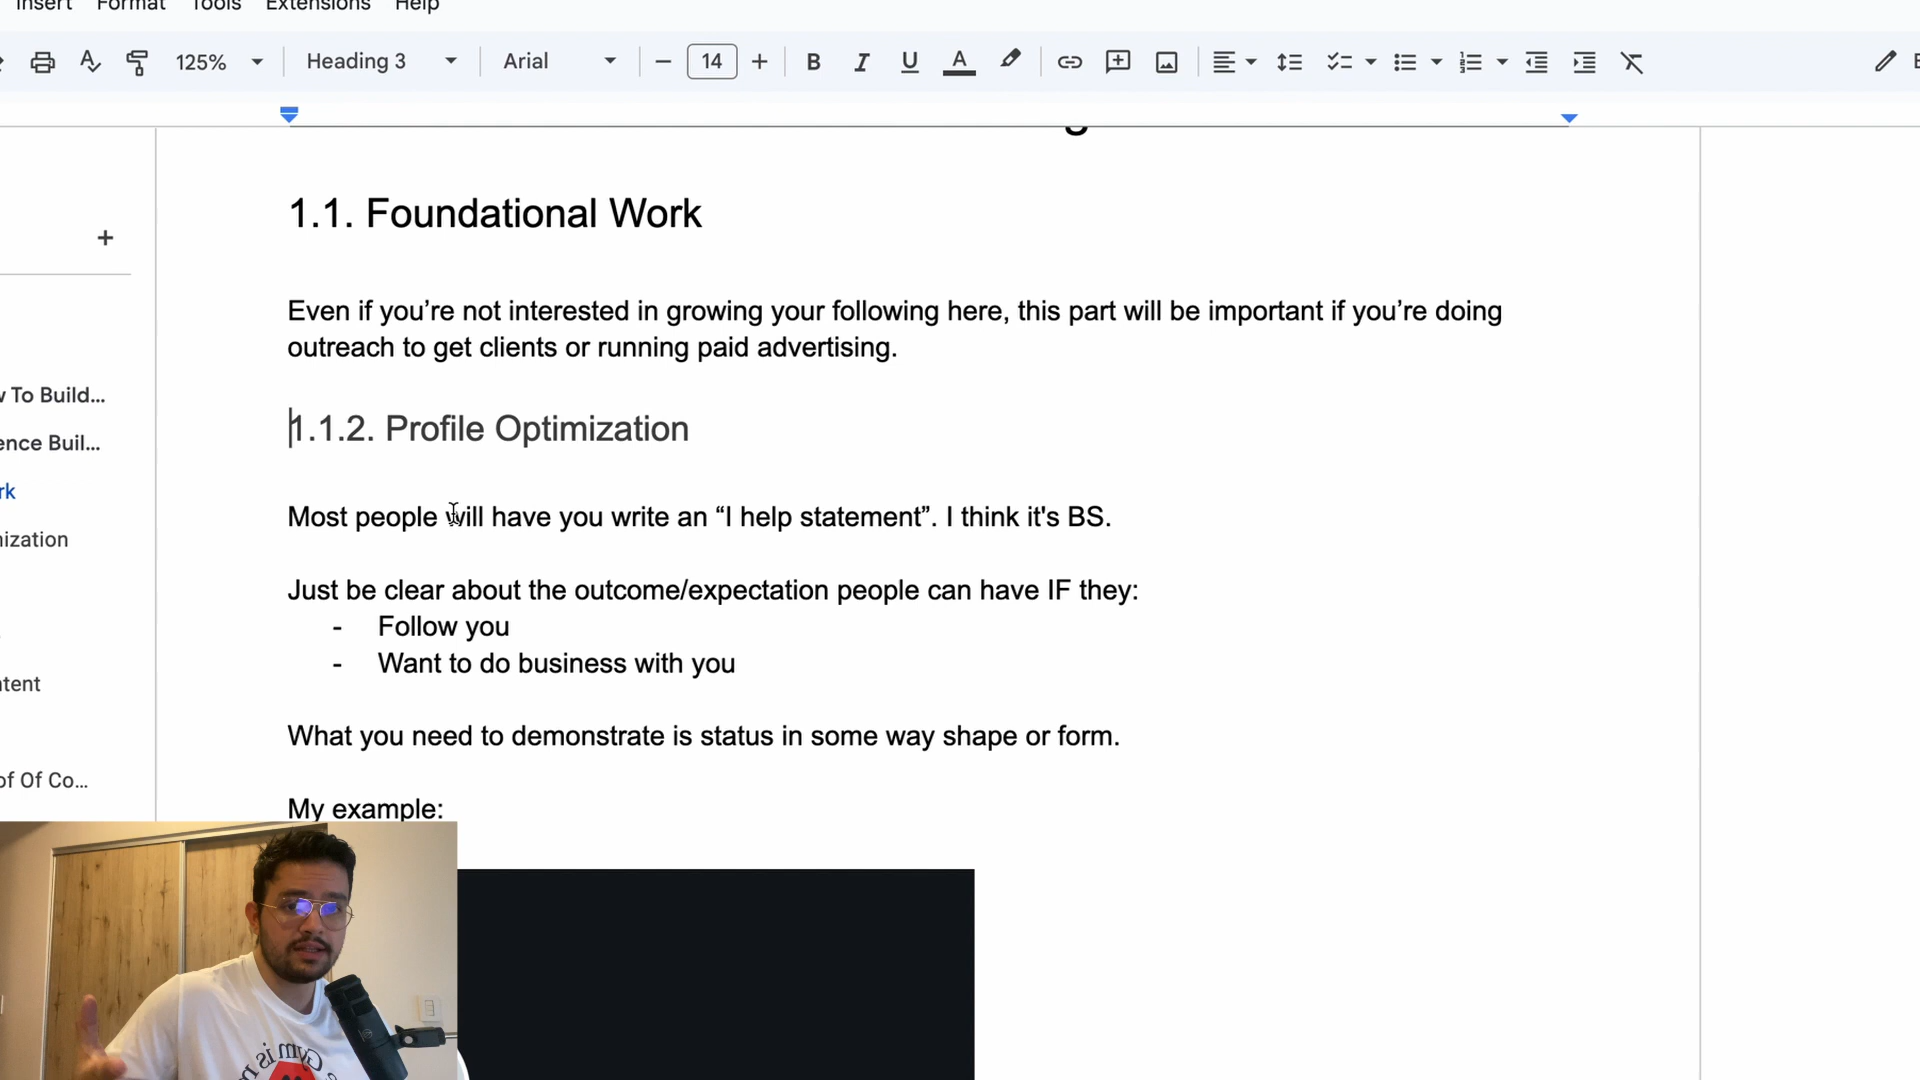 Insert Format Tools Extensions Help
125% Heading 3 Arial 14 B I U A
1.1. Foundational Work
Even if you’re not interested in growing your following here, this part will be important if you’re doing
outreach to get clients or running paid advertising.
1.1.2. Profile Optimization
Most people will have you write an “I help statement”. I think it's BS.
Just be clear about the outcome/expectation people can have IF they:
- Follow you
- Want to do business with you
What you need to demonstrate is status in some way shape or form.
My example:
To Build...
ence Buil...
rk
nization
tent
of Of Co...
Gym is